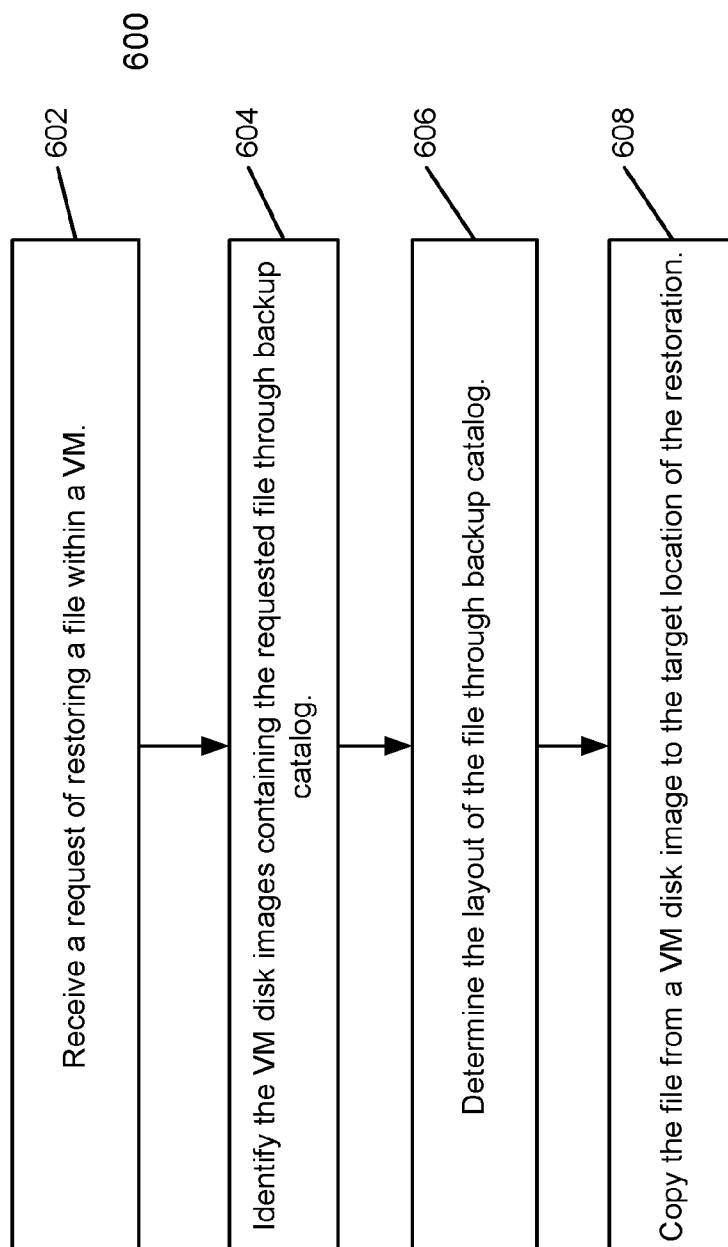 600
602
Receive a request of restoring a file within a VM.
604
Identify the VM disk images containing the requested file through backup
catalog.
606
Determine the layout of the file through backup catalog.
608
Copy the file from a VM disk image to the target location of the restoration.